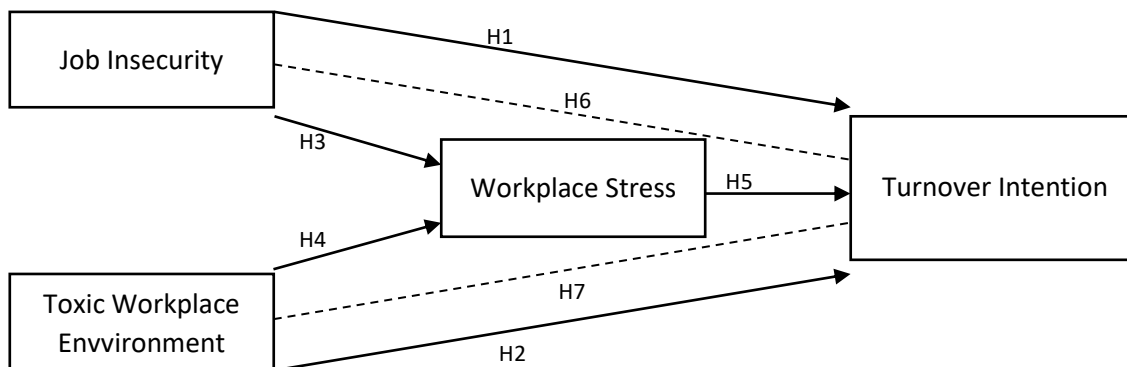 H1
Job Insecurity
H6
H3
Workplace Stress
H5
Turnover Intention
H4
Toxic Workplace
Envvironment
H7
H2